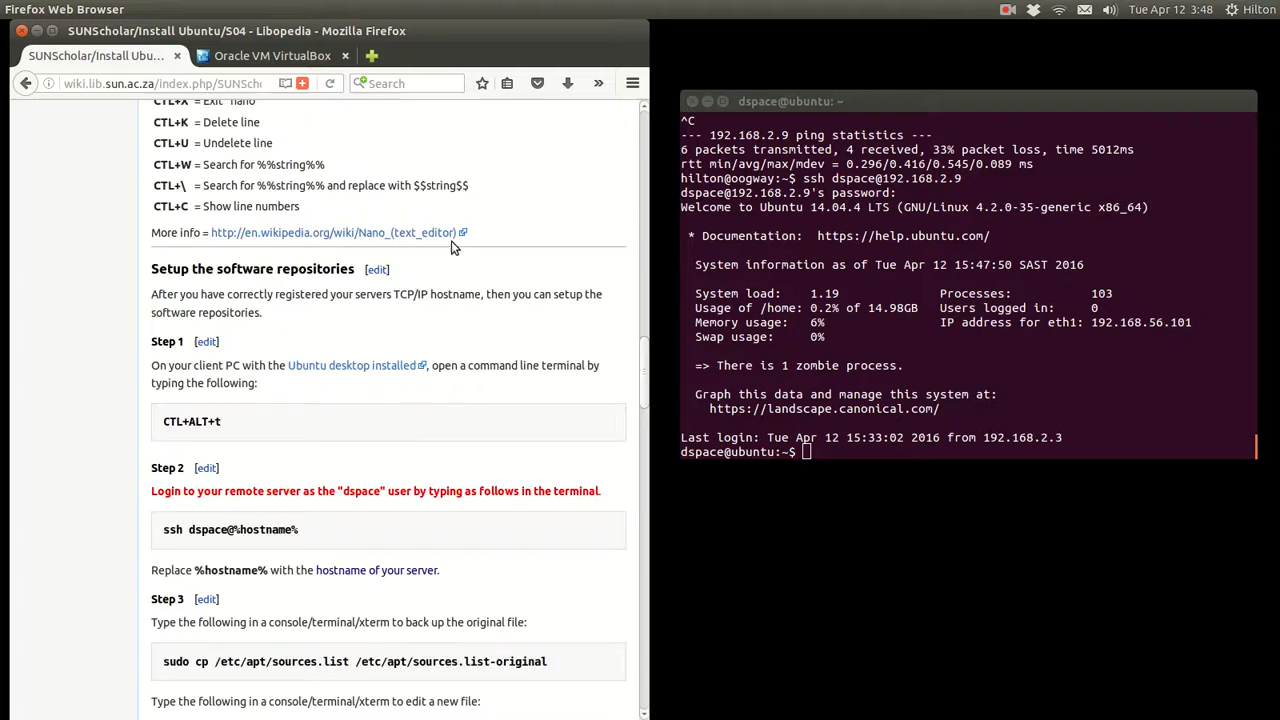 Firefox Web Browser
Tue Apr 12 3:48 Hilton
SUNScholar/Install Ubuntu/S04 - Libopedia - Mozilla Firefox
SUNScholar/Install Ubu... Oracle VM VirtualBox
wiki.lib.sun.ac.za/index.php/SUNSch Search
CTL+X = Exit "nano"
CTL+K = Delete line
CTL+U = Undelete line
CTL+W = Search for %%string%%
CTL+\ = Search for %%string%% and replace with $$string$$
CTL+C = Show line numbers
More info = http://en.wikipedia.org/wiki/Nano_(text_editor)
Setup the software repositories [edit]
After you have correctly registered your servers TCP/IP hostname, then you can setup the
software repositories.
Step 1 [edit]
On your client PC with the Ubuntu desktop installed, open a command line terminal by
typing the following:
CTL+ALT+t
Step 2 [edit]
Login to your remote server as the "dspace" user by typing as follows in the terminal.
ssh dspace@%hostname%
Replace %hostname% with the hostname of your server.
Step 3 [edit]
Type the following in a console/terminal/xterm to back up the original file:
sudo cp /etc/apt/sources.list /etc/apt/sources.list-original
Type the following in a console/terminal/xterm to edit a new file:
dspace@ubuntu: ~
^C
--- 192.168.2.9 ping statistics ---
6 packets transmitted, 4 received, 33% packet loss, time 5012ms
rtt min/avg/max/mdev = 0.296/0.416/0.545/0.089 ms
hilton@oogway:~$ ssh dspace@192.168.2.9
dspace@192.168.2.9's password:
Welcome to Ubuntu 14.04.4 LTS (GNU/Linux 4.2.0-35-generic x86_64)
* Documentation: https://help.ubuntu.com/
System information as of Tue Apr 12 15:47:50 SAST 2016
System load: 1.19 Processes: 103
Usage of /home: 0.2% of 14.98GB Users logged in: 0
Memory usage: 6% IP address for eth1: 192.168.56.101
Swap usage: 0%
=> There is 1 zombie process.
Graph this data and manage this system at:
https://landscape.canonical.com/
Last login: Tue Apr 12 15:33:02 2016 from 192.168.2.3
dspace@ubuntu:~$